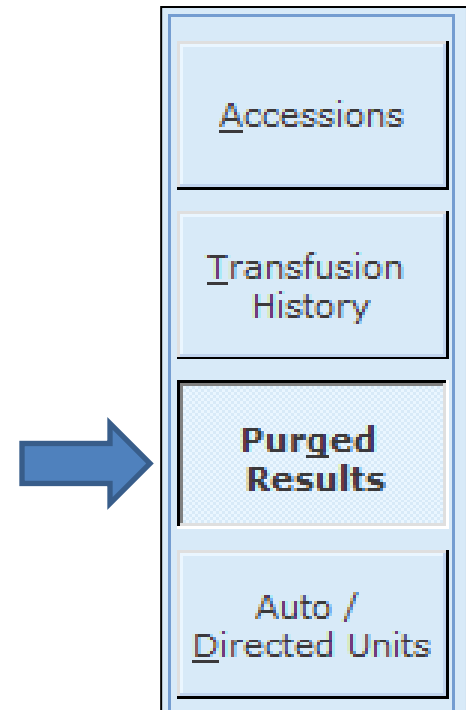 Accessions
Transfusion
History
Purged
Results
Auto /
Directed Units